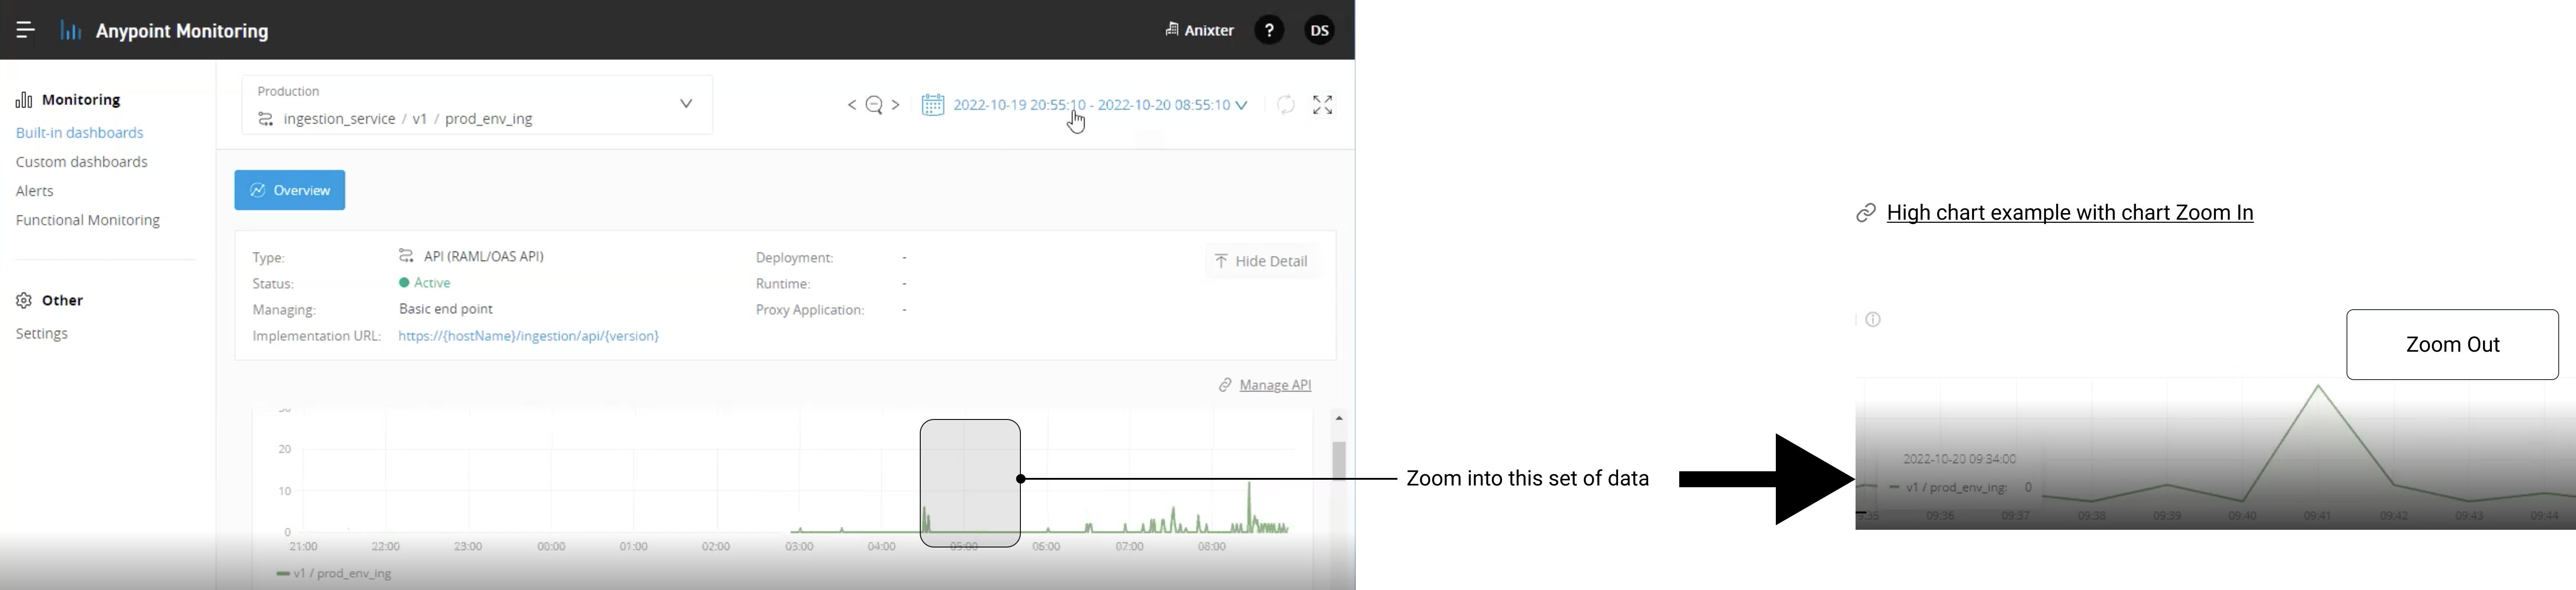 Anypoint Monitoring
Anixter
?
DS
Monitoring
Built-in dashboards
Custom dashboards
Alerts
Functional Monitoring
Other
Settings
Production
ingestion_service / v1 / prod_env_ing
2022-10-19 20:55:10 - 2022-10-20 08:55:10
Overview
Type: API (RAML/OAS API)
Status: Active
Managing: Basic end point
Implementation URL: https://{hostName}/ingestion/api/{version}
Deployment: -
Runtime: -
Proxy Application: -
Hide Detail
Manage API
20
10
0
21:00 22:00 23:00 00:00 01:00 02:00 03:00 04:00 05:00 06:00 07:00 08:00
v1 / prod_env_ing
Zoom into this set of data
High chart example with chart Zoom In
Zoom Out
2022-10-20 09:34:00
v1 / prod_env_ing: 0
09:36 09:37 09:38 09:39 09:40 09:41 09:42 09:43 09:44